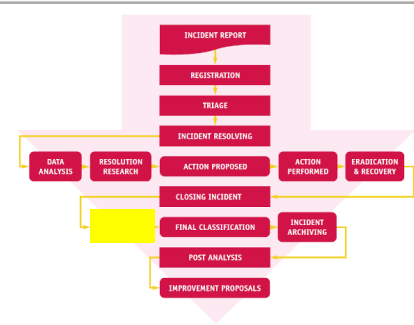 INCIDENT REPORT
REGISTRATION
TRIAGE
INCIDENT RESOLVING
DATA
ANALYSIS
RESOLUTION
RESEARCH
ACTION PROPOSED
ACTION
PERFORMED
ERADICATION
& RECOVERY
CLOSING INCIDENT
FINAL CLASSIFICATION
INCIDENT
ARCHIVING
POST ANALYSIS
IMPROVEMENT PROPOSALS